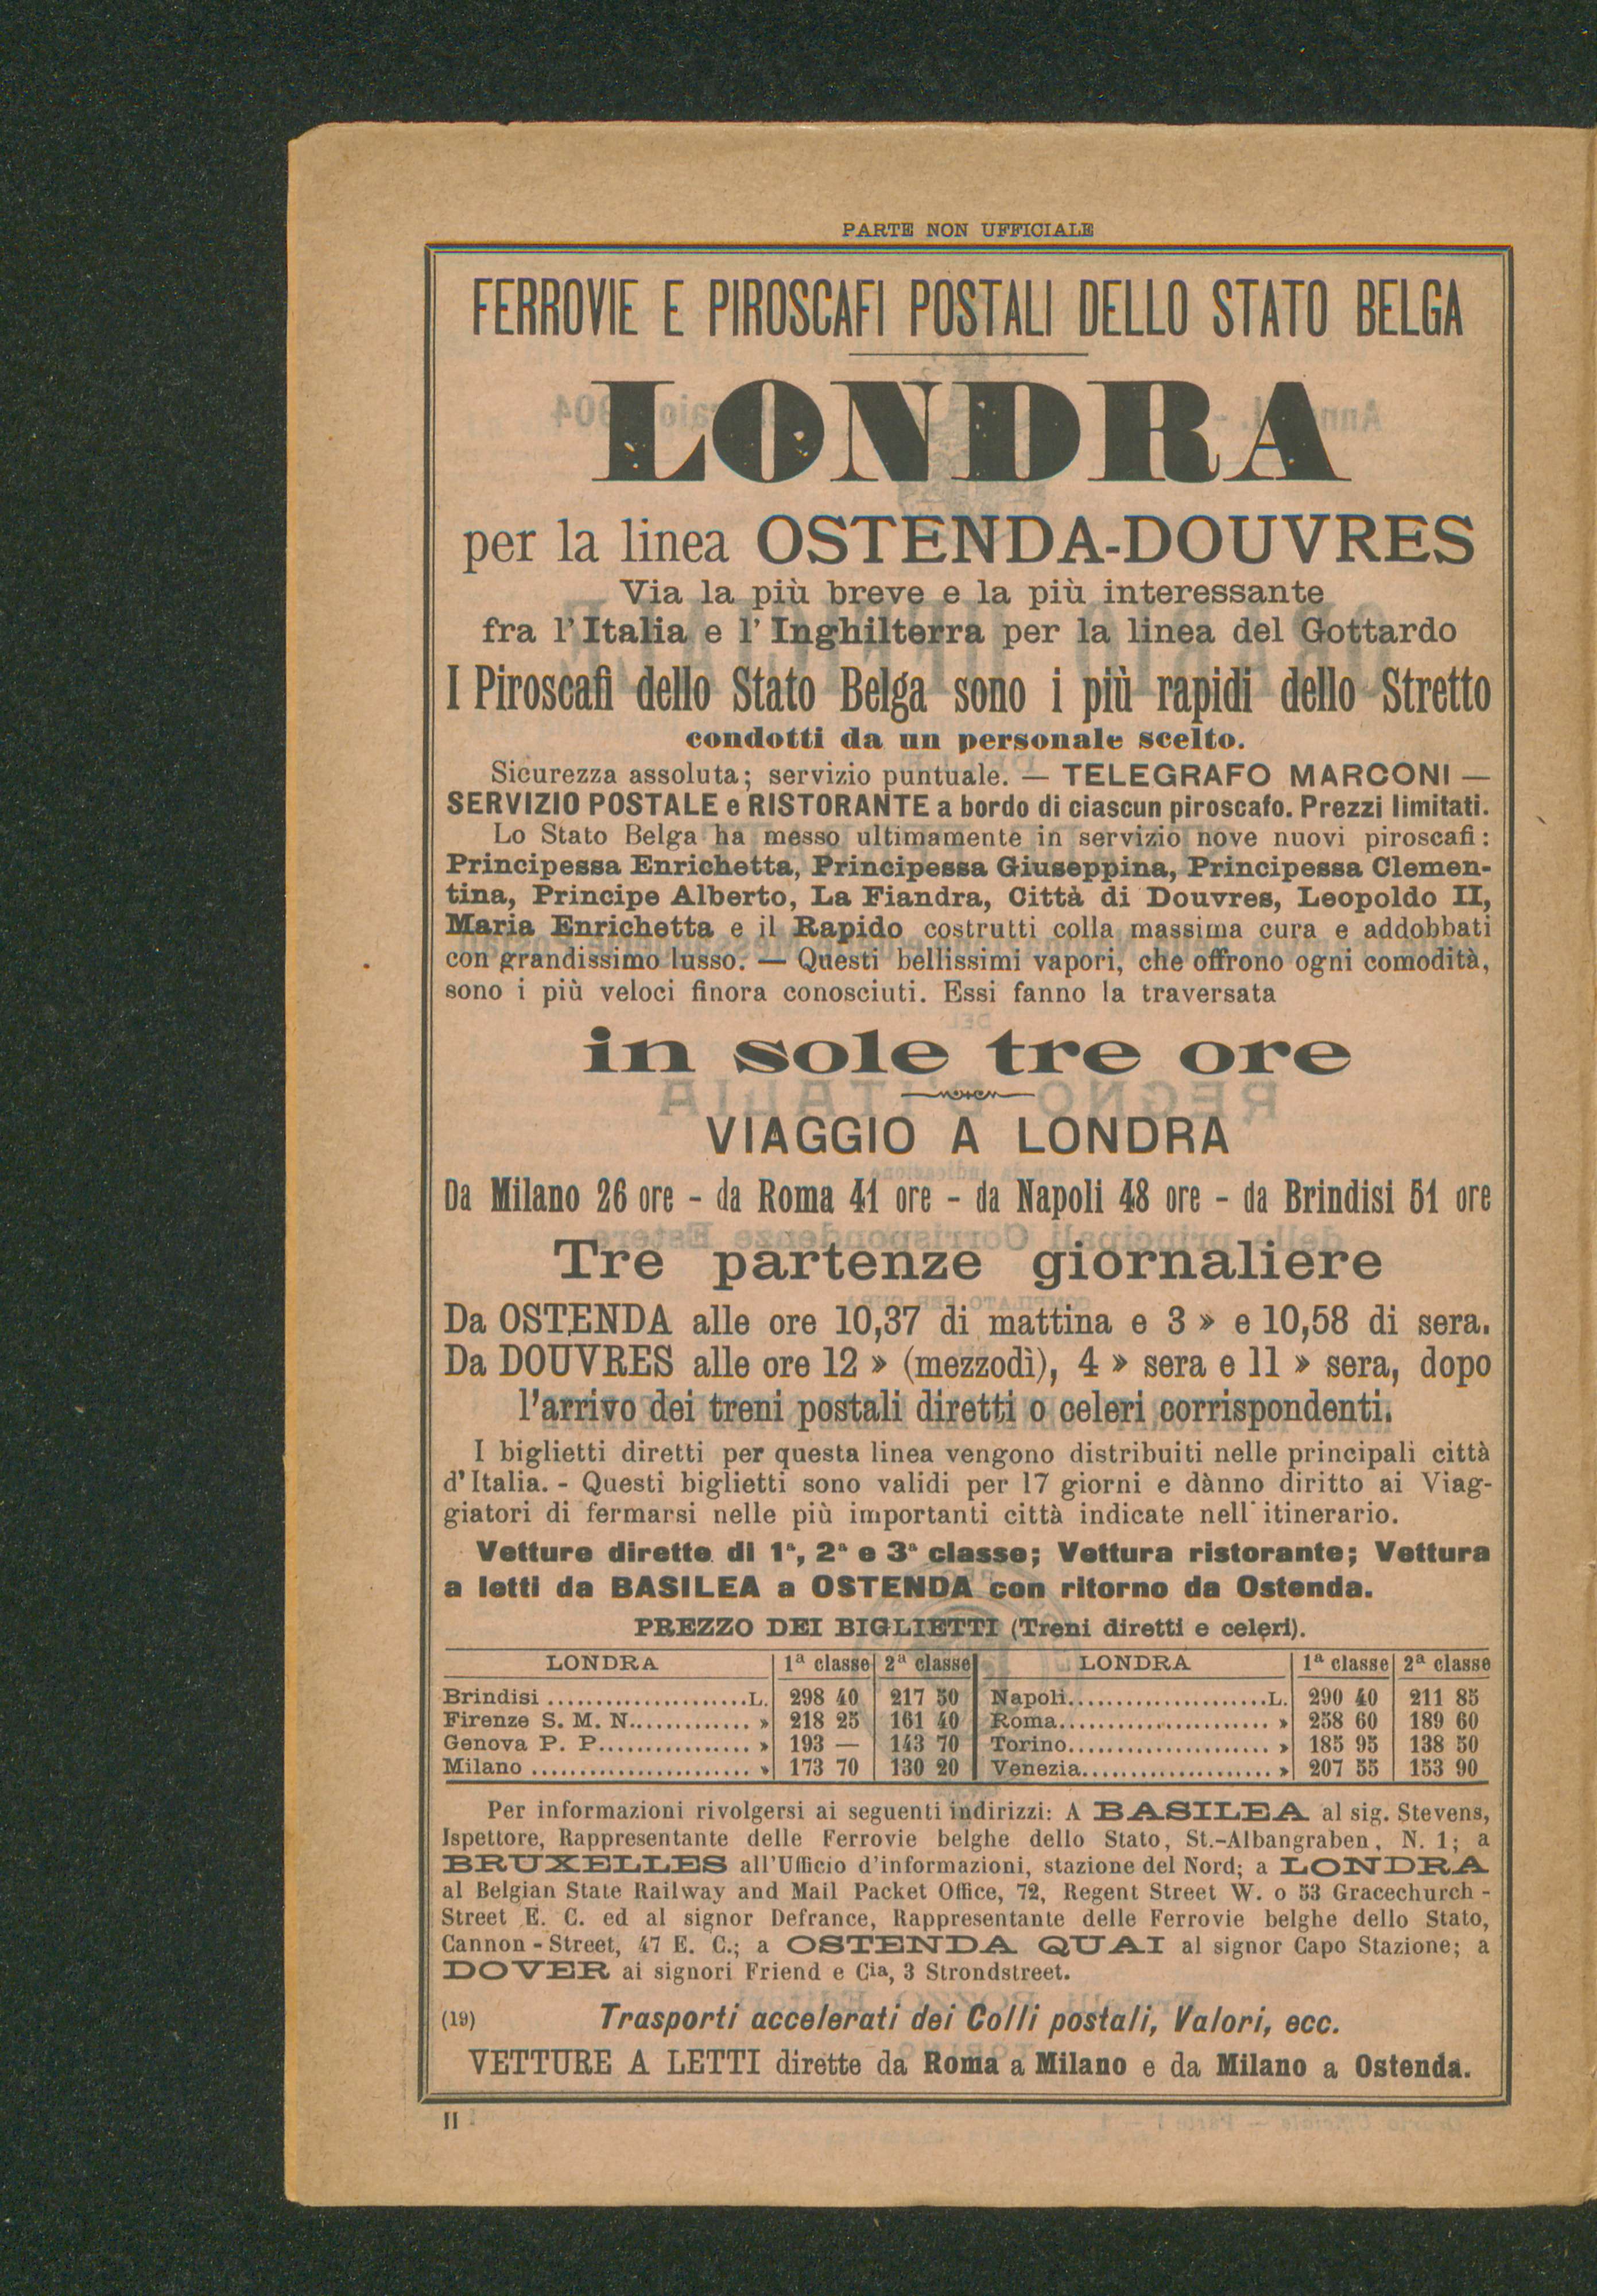 PARTE NON UFFICIALE
FERROVIE E PIROSCAFI POSTALI DELLO STATO BELGA
LONDRA
per la linea OSTENDA-DOUVRES
Via la più breve e la più interessante
fra l'Italia e l'Inghilterra per la linea del Gottardo
I Piroscafi dello Stato Belga sono i più rapidi dello Stretto
condotti da un personale scelto.
Sicurezza assoluta; servizio puntuale. — TELEGRAFO MARCONI —
SERVIZIO POSTALE e RISTORANTE a bordo di ciascun piroscafo. Prezzi limitati.
Lo Stato Belga ha messo ultimamente in servizio nove nuovi piroscafi:
Principessa Enrichetta, Principessa Giuseppina, Principessa Clemen-
tina, Principe Alberto, La Fiandra, Città di Douvres, Leopoldo II,
Maria Enrichetta e il Rapido costrutti colla massima cura e addobbati
con grandissimo lusso. — Questi bellissimi vapori, che offrono ogni comodità,
sono i più veloci finora conosciuti. Essi fanno la traversata
in sole tre ore
VIAGGIO A LONDRA
Da Milano 26 ore - da Roma 41 ore - da Napoli 48 ore - da Brindisi 51 ore
Tre partenze giornaliere
Da OSTENDA alle ore 10,37 di mattina e 3 » e 10,58 di sera.
Da DOUVRES alle ore 12 » (mezzodì), 4 » sera e 11 » sera, dopo
l'arrivo dei treni postali diretti o celeri corrispondenti.
I biglietti diretti per questa linea vengono distribuiti nelle principali città
d'Italia. - Questi biglietti sono validi per 17 giorni e dànno diritto ai Viag-
giatori di fermarsi nelle più importanti città indicate nell'itinerario.
Vetture dirette di 1ª, 2ª e 3ª classe; Vettura ristorante; Vettura
a letti da BASILEA a OSTENDA con ritorno da Ostenda.
PREZZO DEI BIGLIETTI (Treni diretti e celeri).
LONDRA | 1ª classe | 2ª classe | LONDRA | 1ª classe | 2ª classe
Brindisi .....................L. | 298 40 | 217 50 | Napoli.....................L. | 290 40 | 211 85
Firenze S. M. N............. » | 218 25 | 161 40 | Roma...................... » | 258 60 | 189 60
Genova P. P................ » | 193 — | 143 70 | Torino..................... » | 185 95 | 138 50
Milano ......................... » | 173 70 | 130 20 | Venezia.................... » | 207 55 | 153 90
Per informazioni rivolgersi ai seguenti indirizzi: A BASILEA al sig. Stevens,
Ispettore, Rappresentante delle Ferrovie belghe dello Stato, St.-Albangraben, N. 1; a
BRUXELLES all'Ufficio d'informazioni, stazione del Nord; a LONDRA
al Belgian State Railway and Mail Packet Office, 72, Regent Street W. o 53 Gracechurch -
Street E. C. ed al signor Defrance, Rappresentante delle Ferrovie belghe dello Stato,
Cannon - Street, 47 E. C.; a OSTENDA QUAI al signor Capo Stazione; a
DOVER ai signori Friend e Cia, 3 Strondstreet.
(19) Trasporti accelerati dei Colli postali, Valori, ecc.
VETTURE A LETTI dirette da Roma a Milano e da Milano a Ostenda.
II